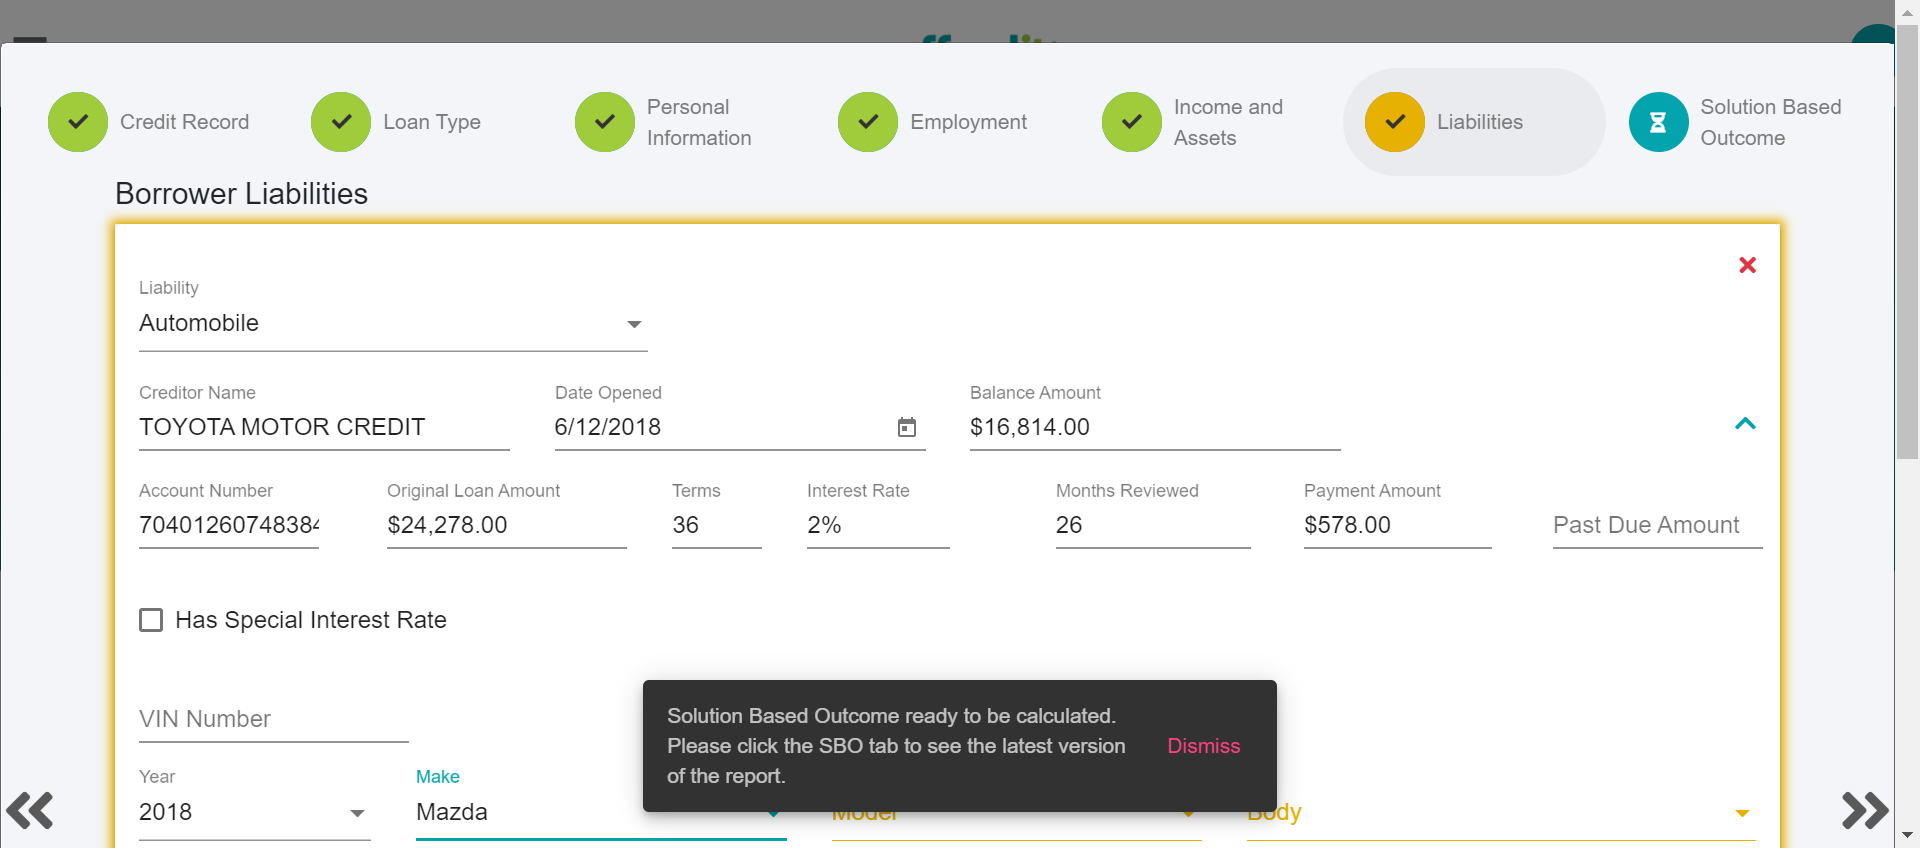 Credit Record
Loan Type
Personal
Information
Employment
Income and
Assets
Liabilities
Solution Based
Outcome
Borrower Liabilities
Liability
Automobile
Creditor Name
Date Opened
Balance Amount
TOYOTA MOTOR CREDIT
6/12/2018
$16,814.00
Account Number
Original Loan Amount
Terms
Interest Rate
Months Reviewed
Payment Amount
70401260748384
$24,278.00
36
2%
26
$578.00
Past Due Amount
Has Special Interest Rate
VIN Number
Solution Based Outcome ready to be calculated.
Please click the SBO tab to see the latest version
of the report.
Dismiss
Year
Make
2018
Mazda
Model
Body